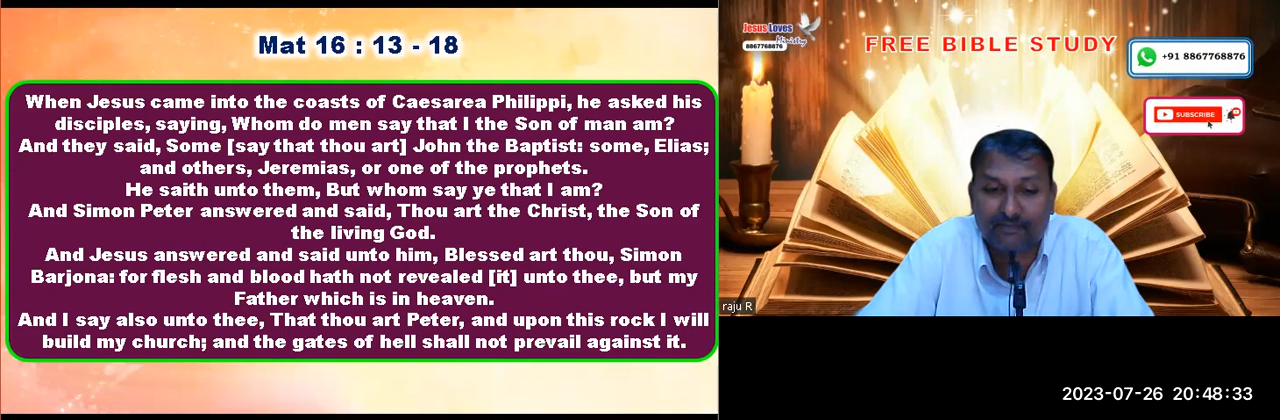 Mat 16 : 13 - 18
When Jesus came into the coasts of Caesarea Philippi, he asked his
disciples, saying, Whom do men say that I the Son of man am?
And they said, Some [say that thou art] John the Baptist: some, Elias;
and others, Jeremias, or one of the prophets.
He saith unto them, But whom say ye that I am?
And Simon Peter answered and said, Thou art the Christ, the Son of
the living God.
And Jesus answered and said unto him, Blessed art thou, Simon
Barjona: for flesh and blood hath not revealed [it] unto thee, but my
Father which is in heaven.
And I say also unto thee, That thou art Peter, and upon this rock I will
build my church; and the gates of hell shall not prevail against it.
Jesus Loves
Ministry
8867768876
FREE BIBLE STUDY
+91 8867768876
SUBSCRIBE
raju R
2023-07-26 20:48:33